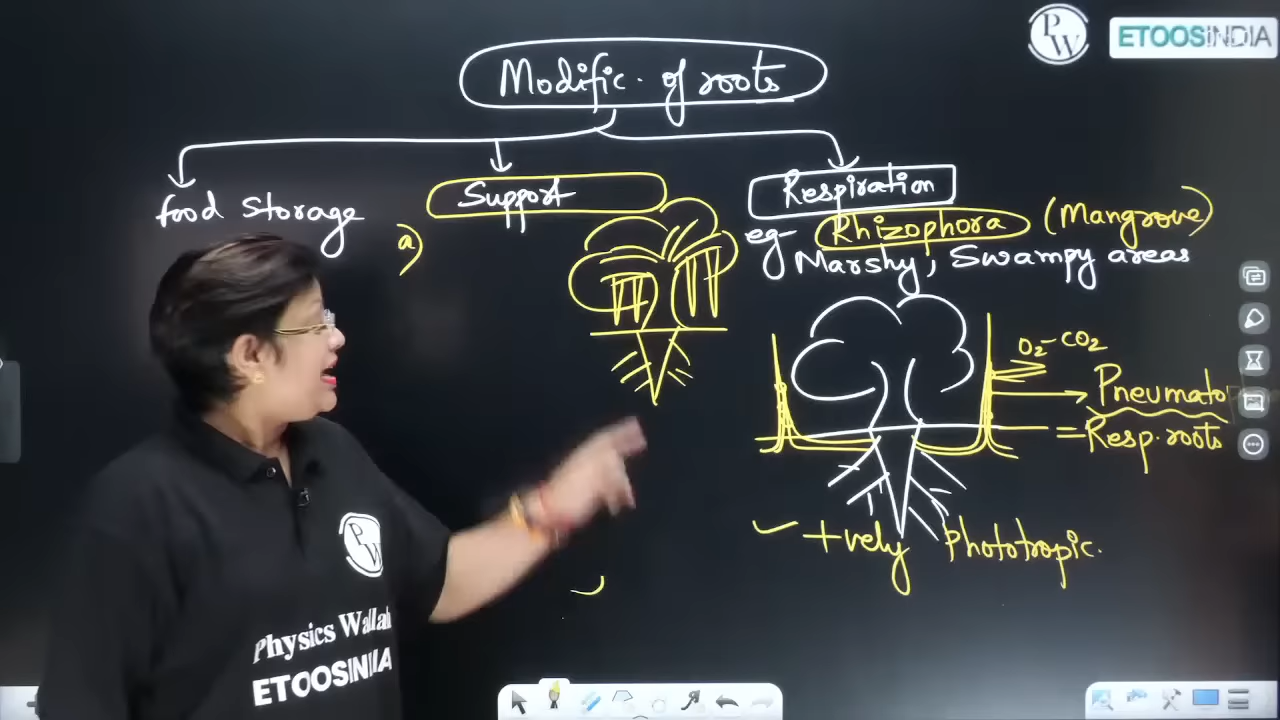 PW
ETOOSINDIA
Modific. of roots
food storage
Support
Respiration
a)
eg- Rhizophora (Mangrove)
Marshy, Swampy areas
O2-CO2
Pneumato
= Resp. roots
✓ +vely phototropic.
PW
Physics Wallah
ETOOSINDIA